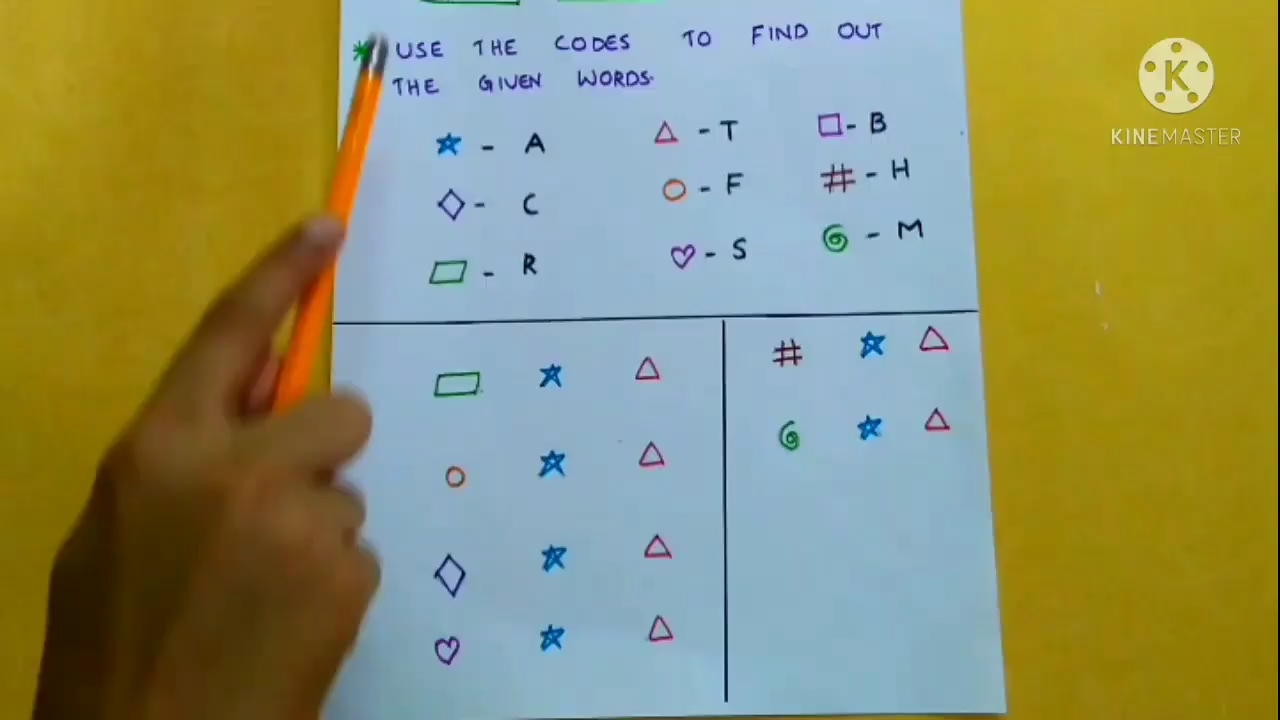 USE THE CODES TO FIND OUT
THE GIVEN WORDS.
- A
- T
- B
- C
- F
- H
- R
- S
- M
K
KINEMASTER